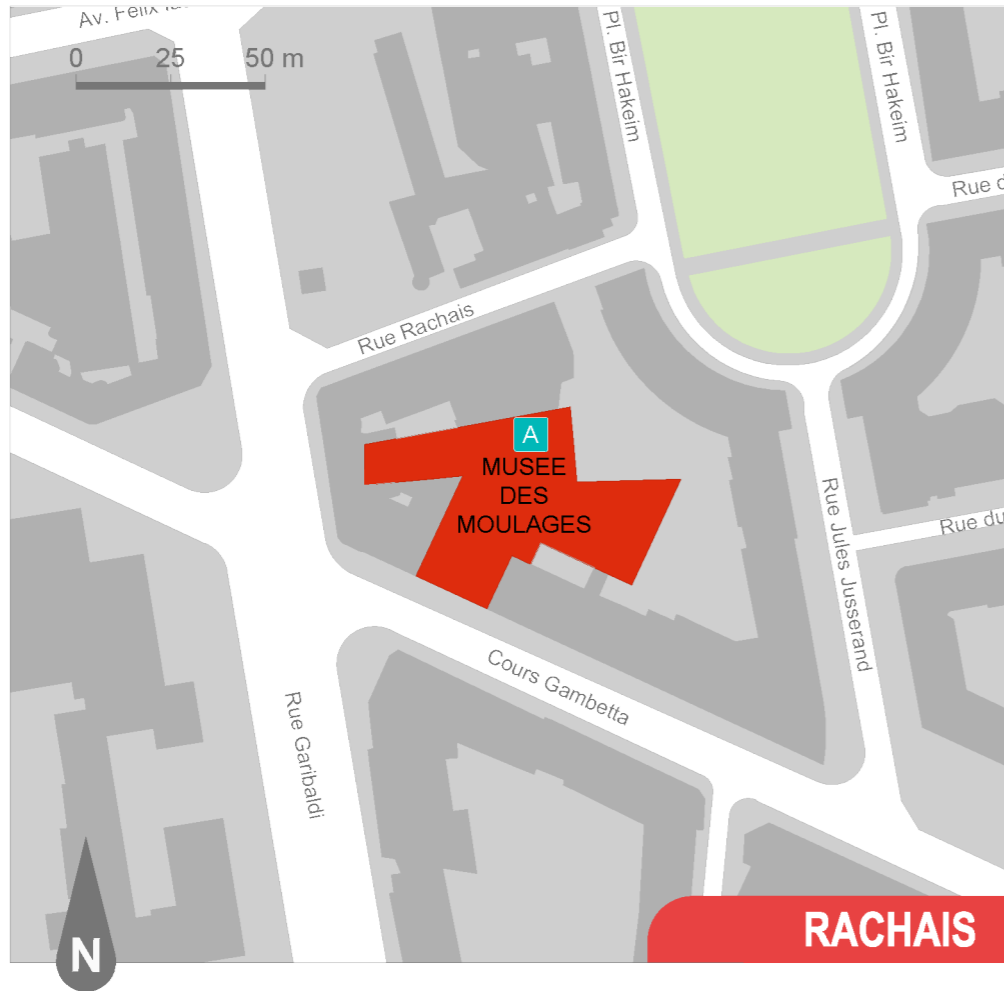 Av. Félix
0 25 50 m
Pl. Bir Hakeim
Pl. Bir Hakeim
Rue d
Rue Rachais
A
MUSEE
DES
MOULAGES
Rue Jules Jusserand
Rue du
Cours Gambetta
Rue Garibaldi
N
RACHAIS